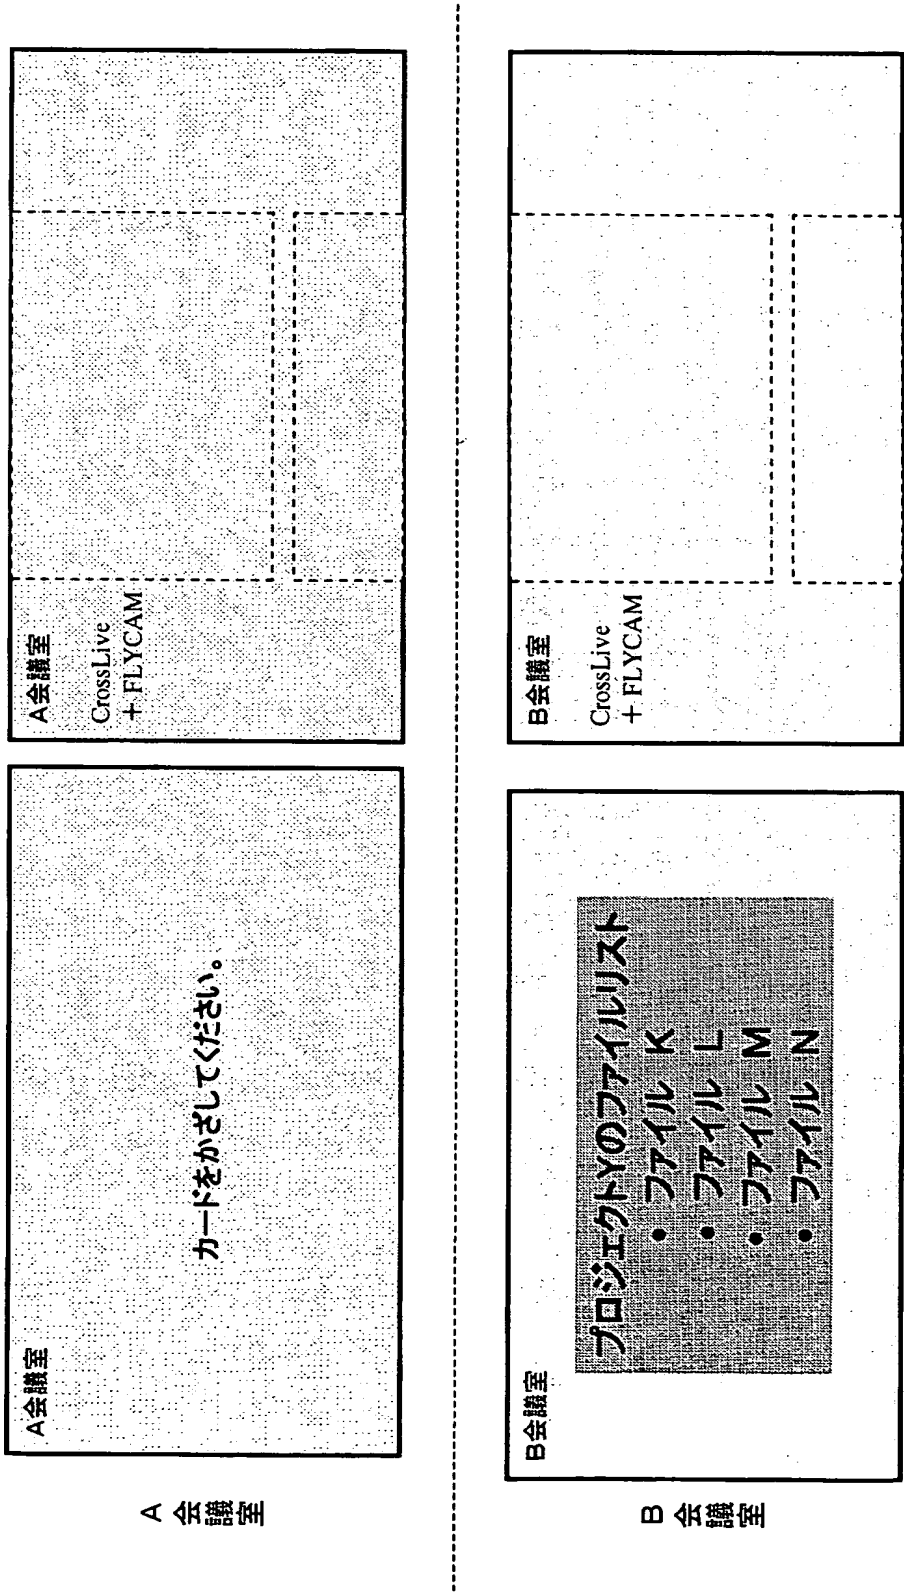 A 会議室
A会議室
カードをかざしてください。
A会議室
CrossLive
+ FLYCAM
B 会議室
B会議室
プロジェクトYのファイルリスト
• ファイル K
• ファイル L
• ファイル M
• ファイル N
B会議室
CrossLive
+ FLYCAM